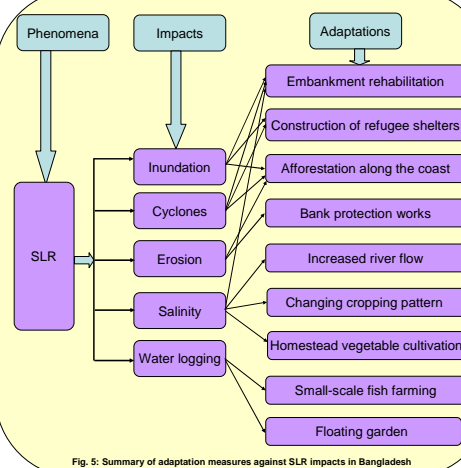 Phenomena
Impacts
Adaptations
SLR
Inundation
Cyclones
Erosion
Salinity
Water logging
Embankment rehabilitation
Construction of refugee shelters
Afforestation along the coast
Bank protection works
Increased river flow
Changing cropping pattern
Homestead vegetable cultivation
Small-scale fish farming
Floating garden
Fig. 5: Summary of adaptation measures against SLR impacts in Bangladesh